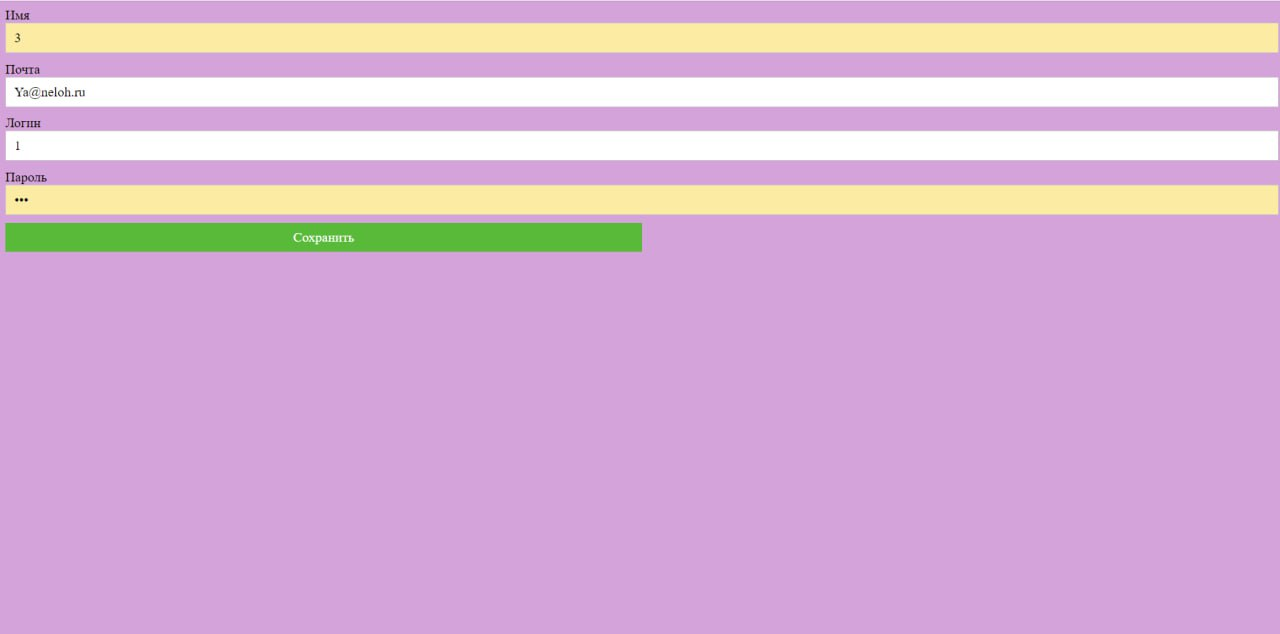 Имя
3
Почта
Ya@neloh.ru
Логин
1
Пароль
•••
Сохранить